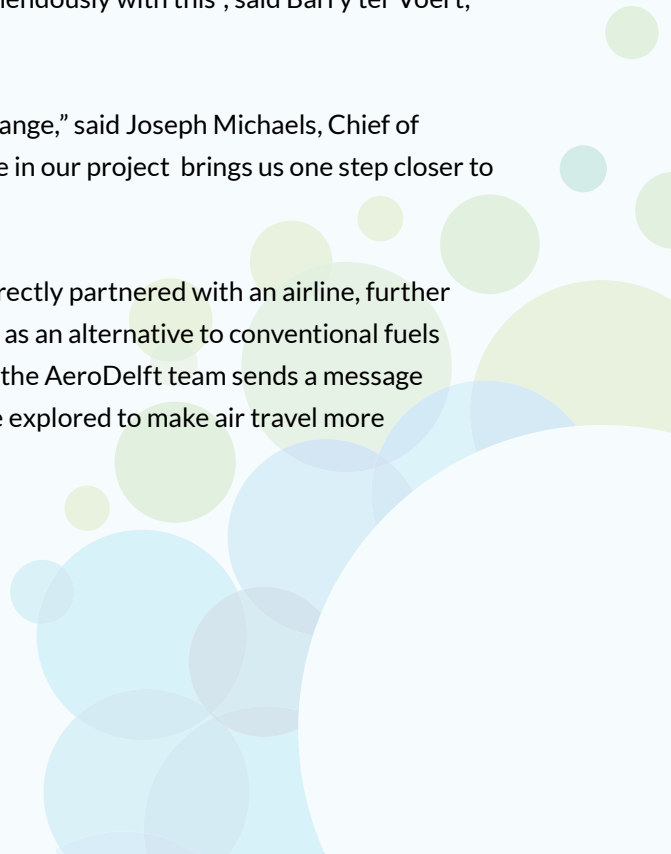 endously with this”, said Barry ter Voert,
ange,” said Joseph Michaels, Chief of
e in our project  brings us one step closer to
rectly partnered with an airline, further
as an alternative to conventional fuels
the AeroDelft team sends a message
e explored to make air travel more